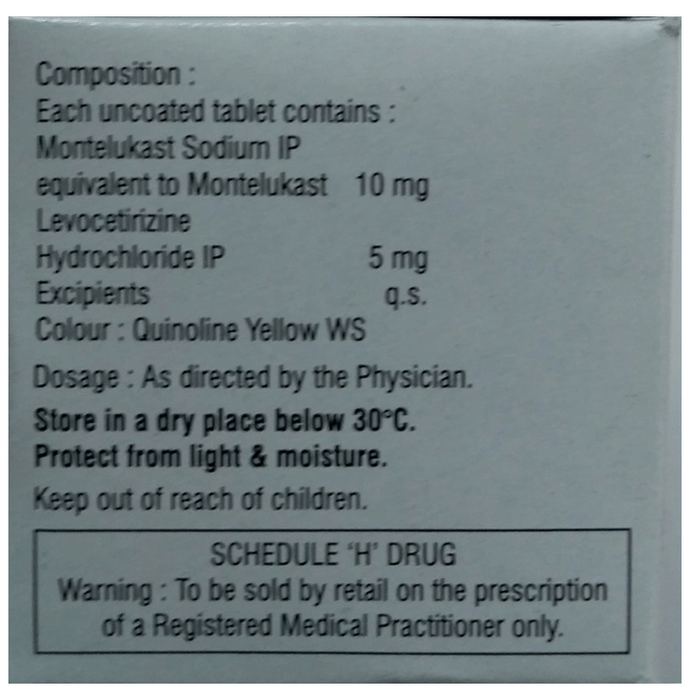 Composition :
Each uncoated tablet contains :
Montelukast Sodium IP
equivalent to Montelukast 10 mg
Levocetirizine
Hydrochloride IP 5 mg
Excipients q.s.
Colour : Quinoline Yellow WS
Dosage : As directed by the Physician.
Store in a dry place below 30°C.
Protect from light & moisture.
Keep out of reach of children.
SCHEDULE 'H' DRUG
Warning : To be sold by retail on the prescription
of a Registered Medical Practitioner only.